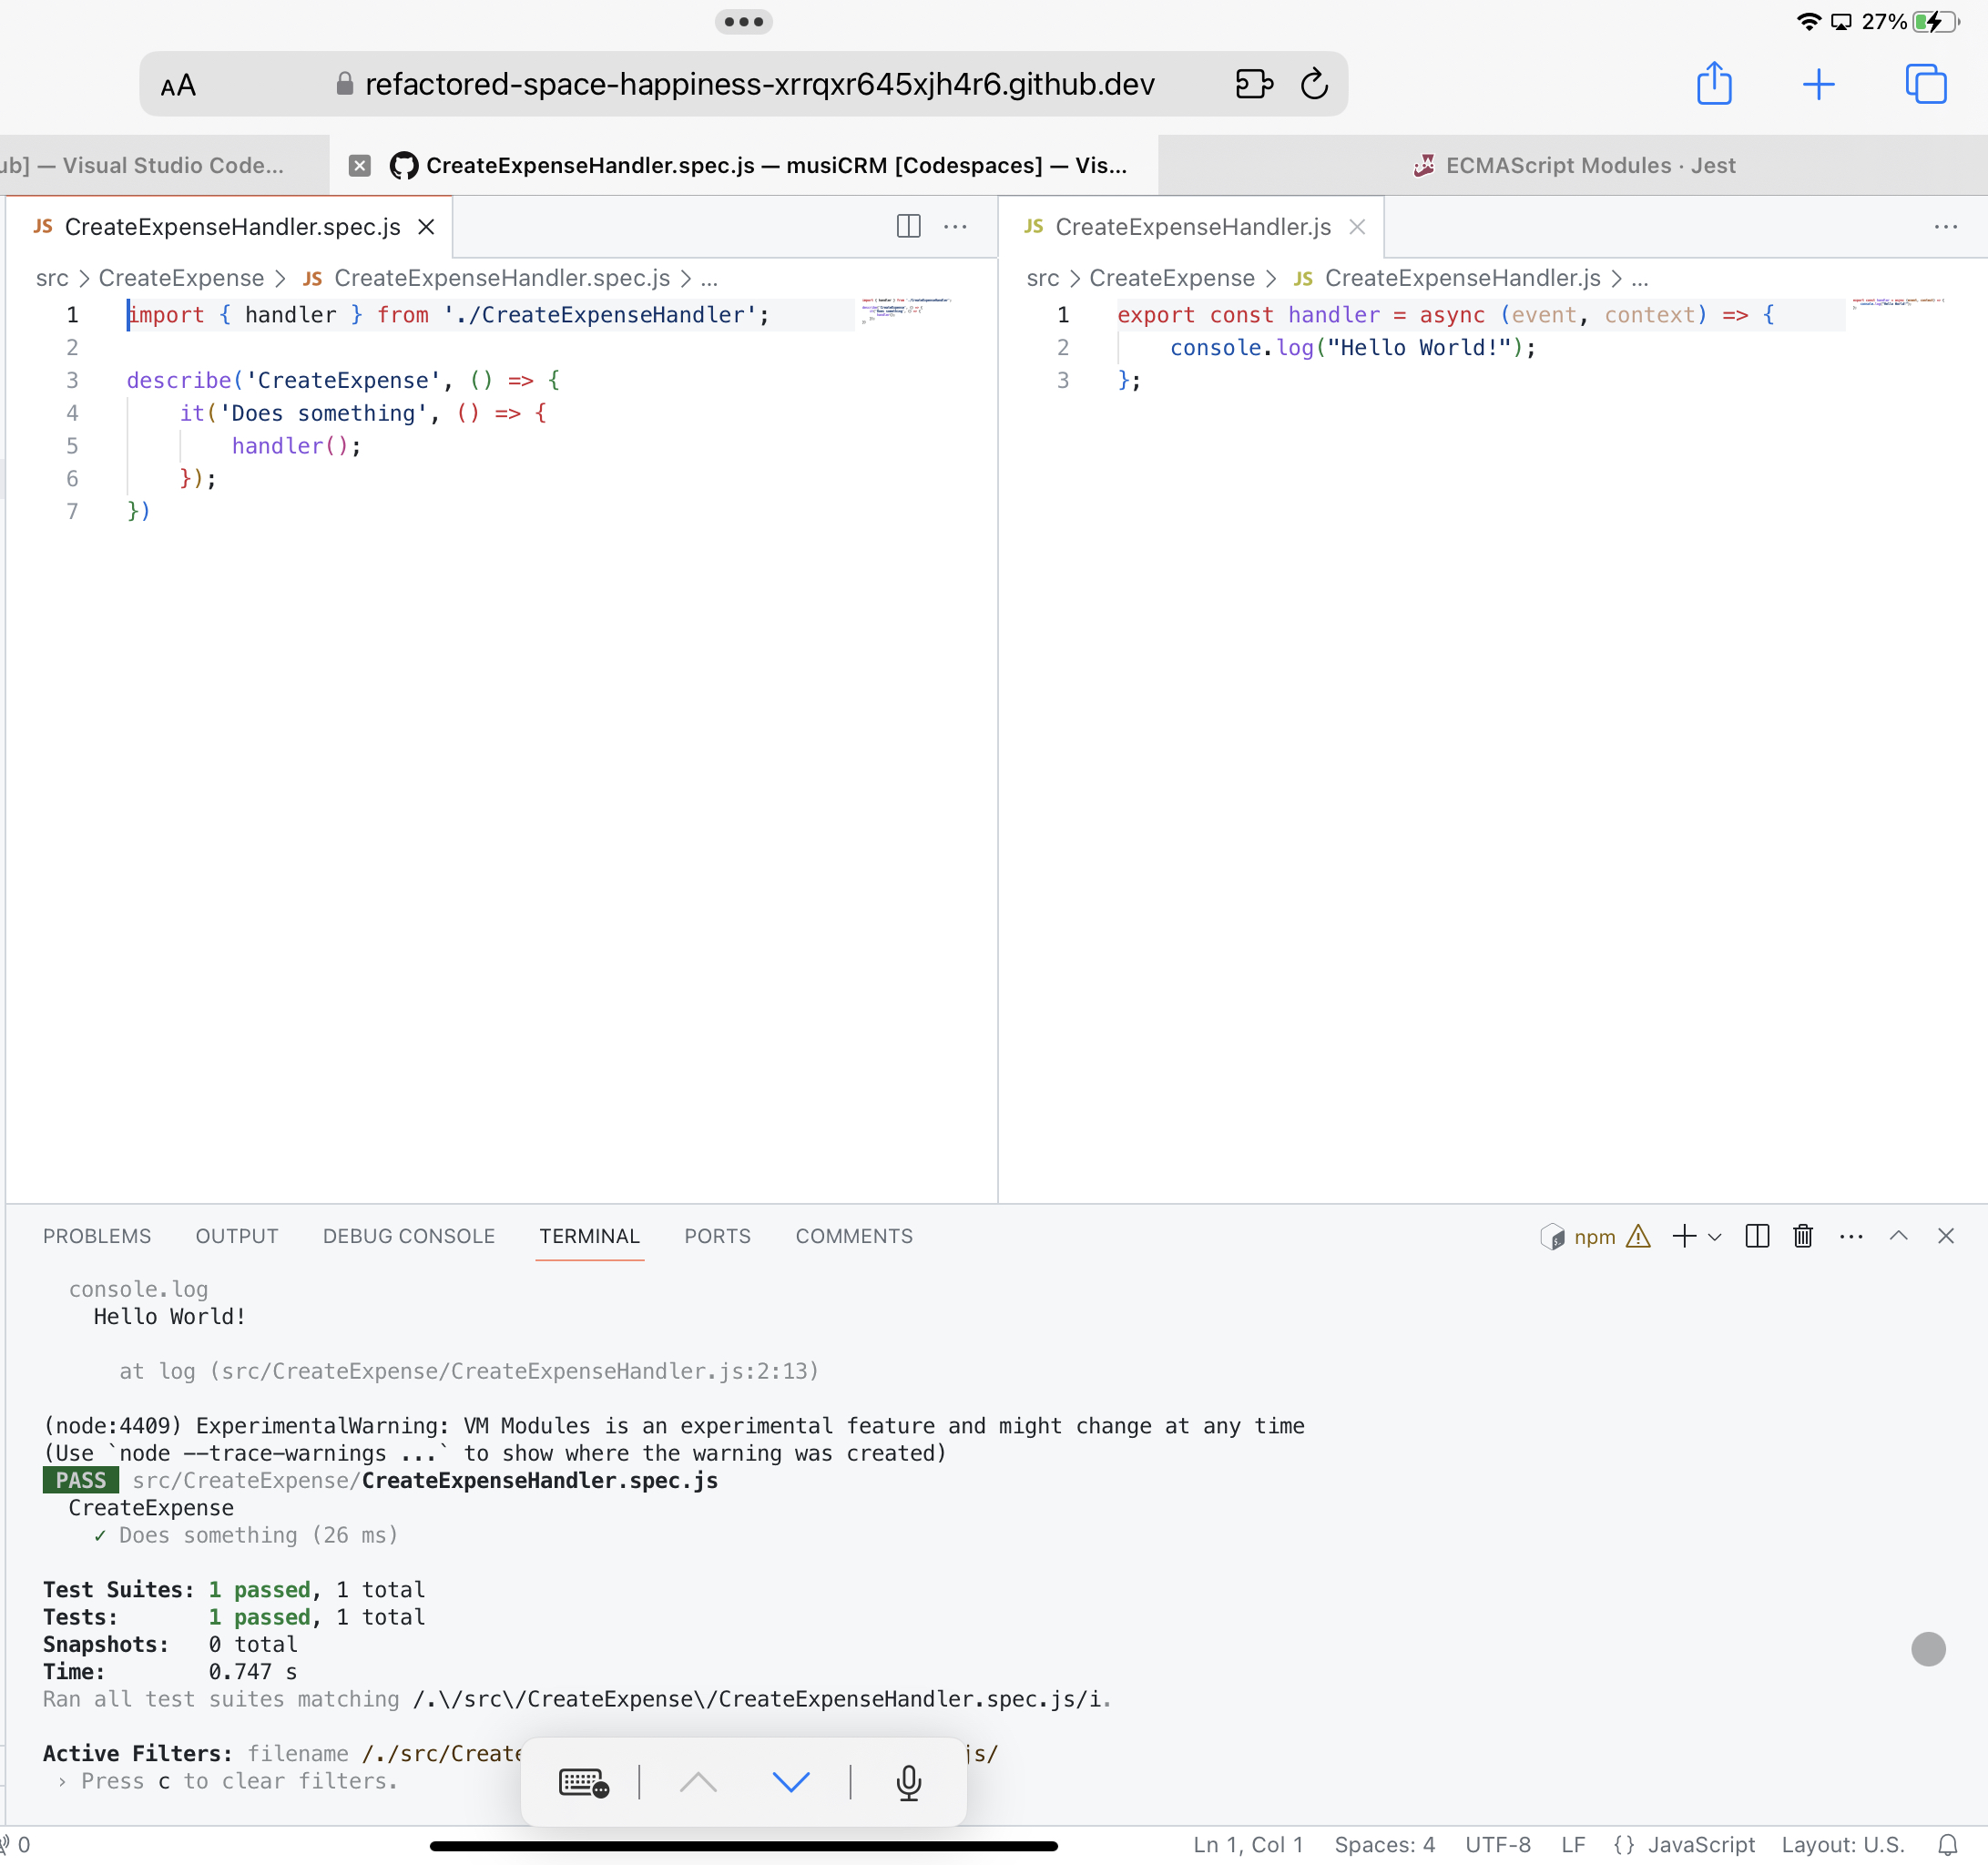 27%
AA refactored-space-happiness-xrrqxr645xjh4r6.github.dev
ub] — Visual Studio Code...
CreateExpenseHandler.spec.js — musiCRM [Codespaces] — Vis...
ECMAScript Modules · Jest
JS CreateExpenseHandler.spec.js
src > CreateExpense > JS CreateExpenseHandler.spec.js > ...
1 import { handler } from './CreateExpenseHandler';
2
3 describe('CreateExpense', () => {
4     it('Does something', () => {
5         handler();
6     });
7 })
JS CreateExpenseHandler.js
src > CreateExpense > JS CreateExpenseHandler.js > ...
1 export const handler = async (event, context) => {
2     console.log("Hello World!");
3 };
PROBLEMS OUTPUT DEBUG CONSOLE TERMINAL PORTS COMMENTS
npm
console.log
Hello World!
at log (src/CreateExpense/CreateExpenseHandler.js:2:13)
(node:4409) ExperimentalWarning: VM Modules is an experimental feature and might change at any time
(Use `node --trace-warnings ...` to show where the warning was created)
PASS src/CreateExpense/CreateExpenseHandler.spec.js
CreateExpense
✓ Does something (26 ms)
Test Suites: 1 passed, 1 total
Tests: 1 passed, 1 total
Snapshots: 0 total
Time: 0.747 s
Ran all test suites matching /.\/src\/CreateExpense\/CreateExpenseHandler.spec.js/i.
Active Filters: filename /./src/Create js/
› Press c to clear filters.
0
Ln 1, Col 1 Spaces: 4 UTF-8 LF {} JavaScript Layout: U.S.